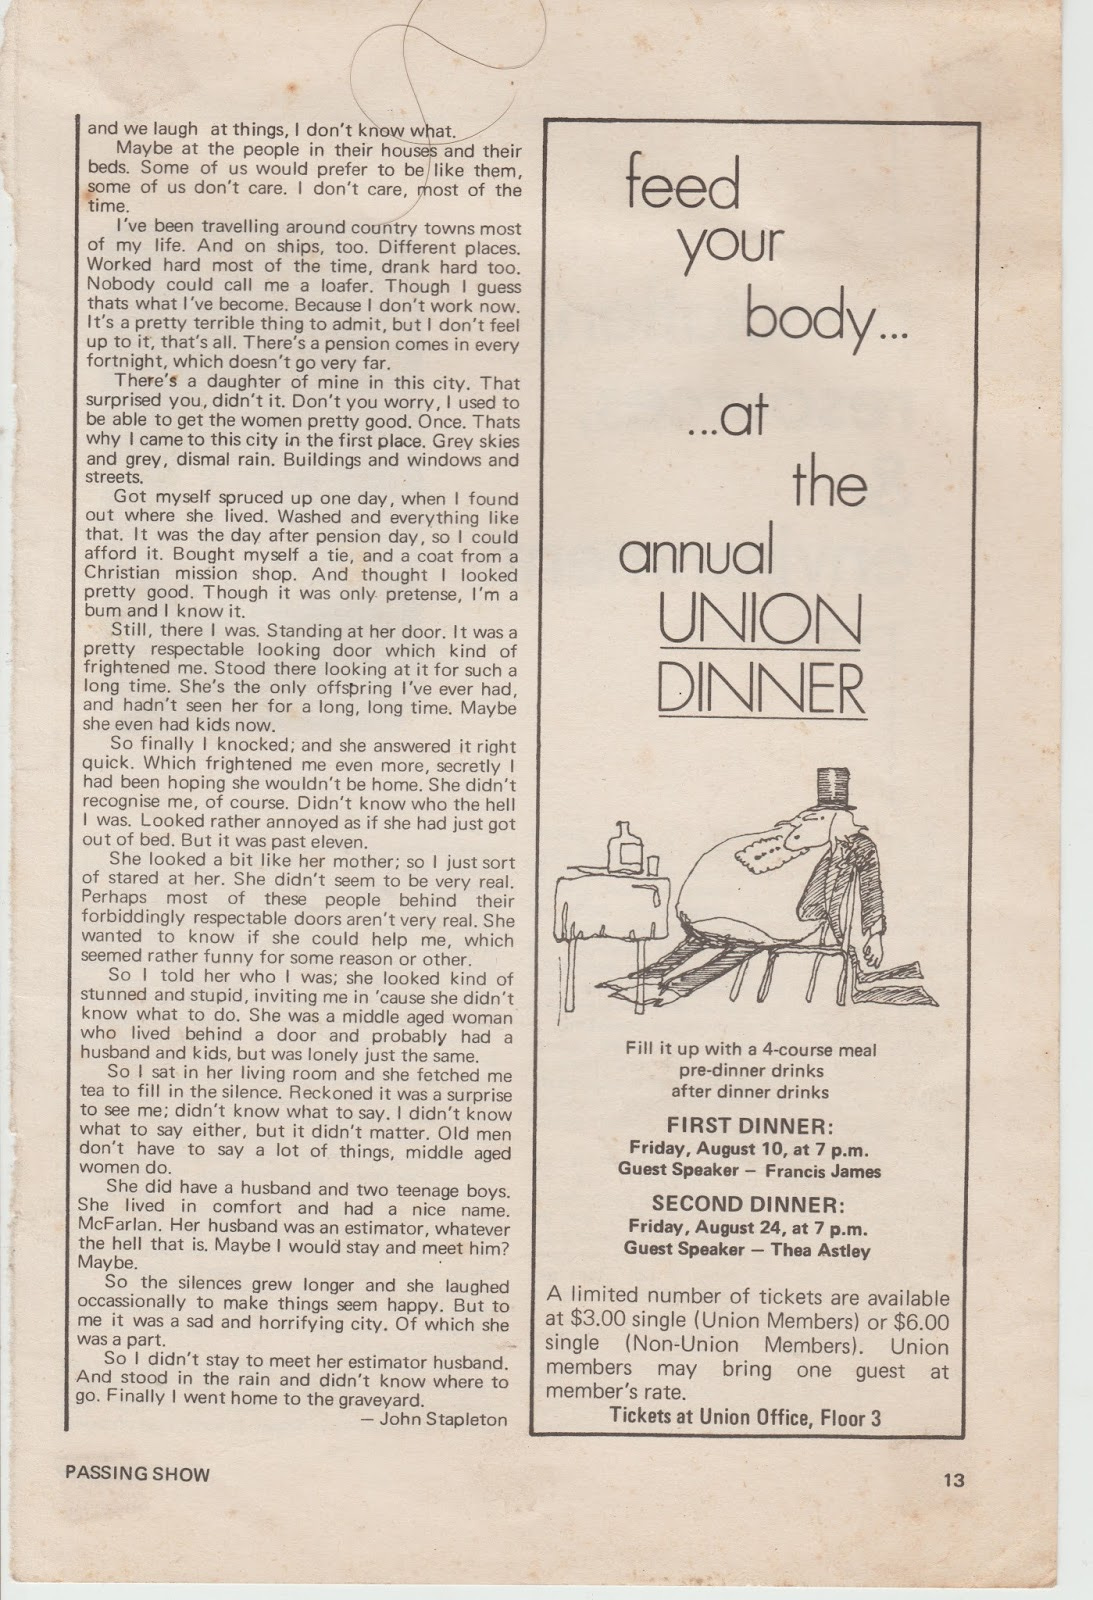 and we laugh at things, I don't know what.
Maybe at the people in their houses and their
beds. Some of us would prefer to be like them,
some of us don't care. I don't care, most of the
time.
I've been travelling around country towns most
of my life. And on ships, too. Different places.
Worked hard most of the time, drank hard too.
Nobody could call me a loafer. Though I guess
thats what I've become. Because I don't work now.
It's a pretty terrible thing to admit, but I don't feel
up to it, that's all. There's a pension comes in every
fortnight, which doesn't go very far.
There's a daughter of mine in this city. That
surprised you, didn't it. Don't you worry, I used to
be able to get the women pretty good. Once. Thats
why I came to this city in the first place. Grey skies
and grey, dismal rain. Buildings and windows and
streets.
Got myself spruced up one day, when I found
out where she lived. Washed and everything like
that. It was the day after pension day, so I could
afford it. Bought myself a tie, and a coat from a
Christian mission shop. And thought I looked
pretty good. Though it was only pretense, I'm a
bum and I know it.
Still, there I was. Standing at her door. It was a
pretty respectable looking door which kind of
frightened me. Stood there looking at it for such a
long time. She's the only offspring I've ever had,
and hadn't seen her for a long, long time. Maybe
she even had kids now.
So finally I knocked; and she answered it right
quick. Which frightened me even more, secretly I
had been hoping she wouldn't be home. She didn't
recognise me, of course. Didn't know who the hell
I was. Looked rather annoyed as if she had just got
out of bed. But it was past eleven.
She looked a bit like her mother; so I just sort
of stared at her. She didn't seem to be very real.
Perhaps most of these people behind their
forbiddingly respectable doors aren't very real. She
wanted to know if she could help me, which
seemed rather funny for some reason or other.
So I told her who I was; she looked kind of
stunned and stupid, inviting me in 'cause she didn't
know what to do. She was a middle aged woman
who lived behind a door and probably had a
husband and kids, but was lonely just the same.
So I sat in her living room and she fetched me
tea to fill in the silence. Reckoned it was a surprise
to see me; didn't know what to say. I didn't know
what to say either, but it didn't matter. Old men
don't have to say a lot of things, middle aged
women do.
She did have a husband and two teenage boys.
She lived in comfort and had a nice name.
McFarlan. Her husband was an estimator, whatever
the hell that is. Maybe I would stay and meet him?
Maybe.
So the silences grew longer and she laughed
occassionally to make things seem happy. But to
me it was a sad and horrifying city. Of which she
was a part.
So I didn't stay to meet her estimator husband.
And stood in the rain and didn't know where to
go. Finally I went home to the graveyard.
— John Stapleton
feed
your
body...
...at
the
annual
UNION
DINNER
Fill it up with a 4-course meal
pre-dinner drinks
after dinner drinks
FIRST DINNER:
Friday, August 10, at 7 p.m.
Guest Speaker — Francis James
SECOND DINNER:
Friday, August 24, at 7 p.m.
Guest Speaker — Thea Astley
A limited number of tickets are available
at $3.00 single (Union Members) or $6.00
single (Non-Union Members). Union
members may bring one guest at
member's rate.
Tickets at Union Office, Floor 3
PASSING SHOW
13